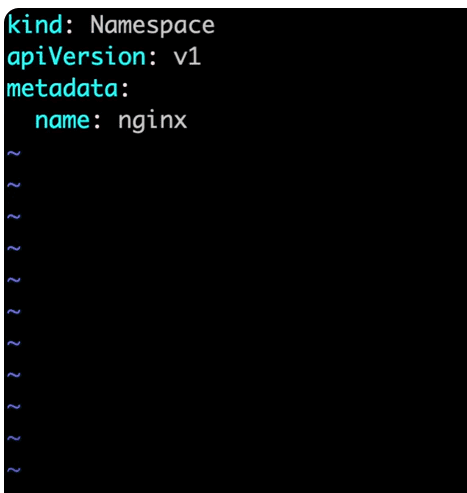 kind: Namespace
apiVersion: v1
metadata:
  name: nginx
~
~
~
~
~
~
~
~
~
~
~